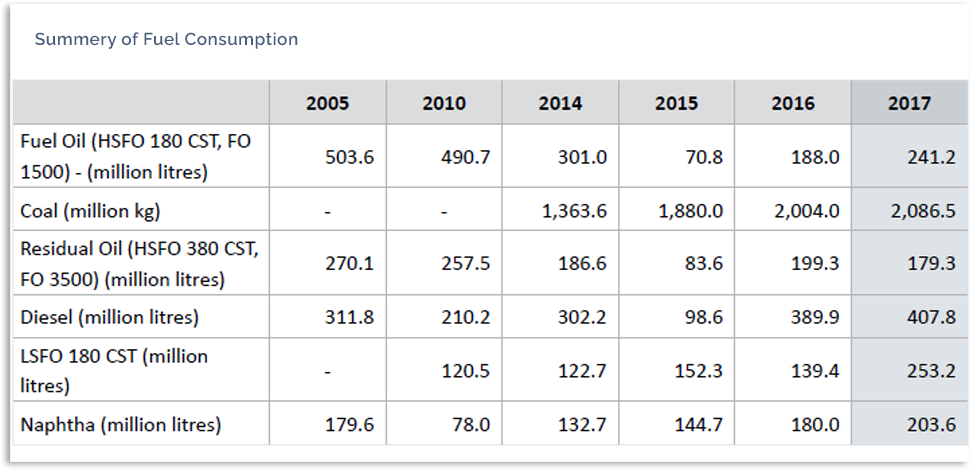 Summery of Fuel Consumption
2005 2010 2014 2015 2016 2017
Fuel Oil (HSFO 180 CST, FO
1500) - (million litres) 503.6 490.7 301.0 70.8 188.0 241.2
Coal (million kg) - - 1,363.6 1,880.0 2,004.0 2,086.5
Residual Oil (HSFO 380 CST,
FO 3500) (million litres) 270.1 257.5 186.6 83.6 199.3 179.3
Diesel (million litres) 311.8 210.2 302.2 98.6 389.9 407.8
LSFO 180 CST (million
litres) - 120.5 122.7 152.3 139.4 253.2
Naphtha (million litres) 179.6 78.0 132.7 144.7 180.0 203.6